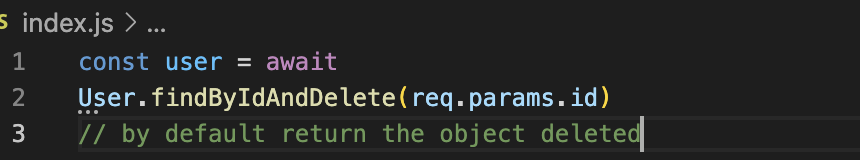 S index.js > ...
1 const user = await
2 User.findByIdAndDelete(req.params.id)
3 // by default return the object deleted